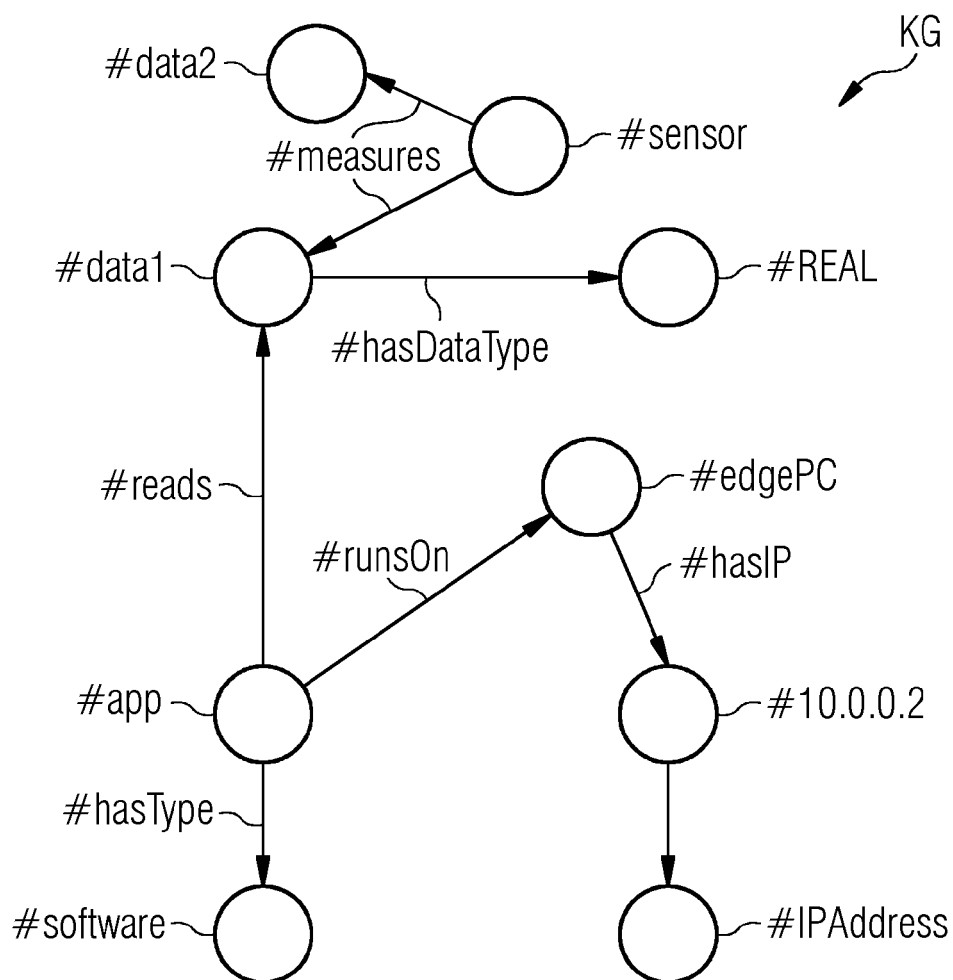 KG
#data2
#sensor
#measures
#data1
#REAL
#hasDataType
#edgePC
#reads
#runsOn
#hasIP
#app
#10.0.0.2
#hasType
#software
#IPAddress